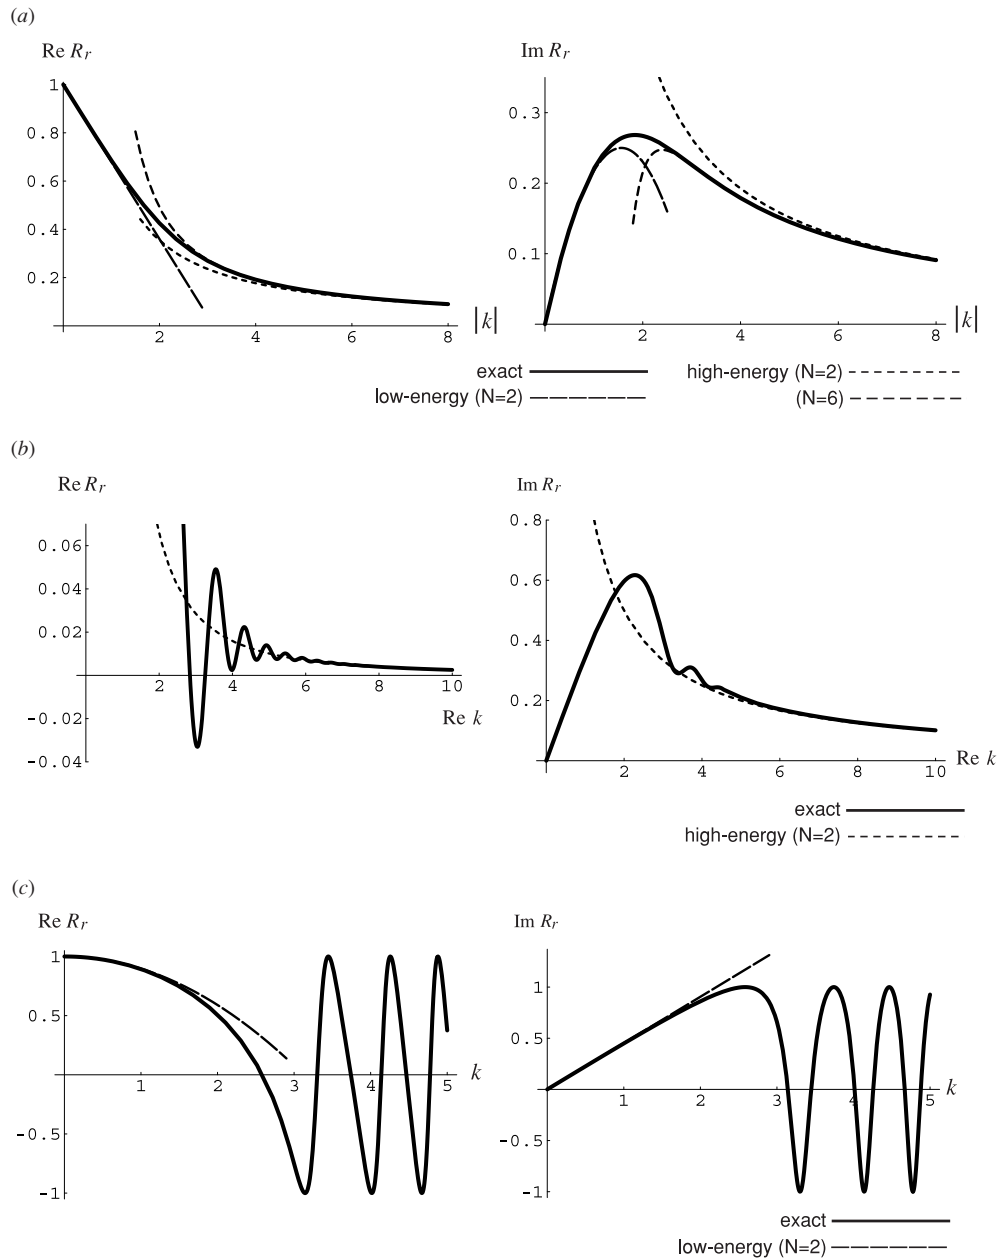 (a)
Re R_r
Im R_r
1
0.8
0.6
0.4
0.2
2 4 6 8 |k|
0.3
0.2
0.1
2 4 6 8 |k|
exact
low-energy (N=2)
high-energy (N=2)
(N=6)
(b)
Re R_r
Im R_r
0.06
0.04
0.02
-0.02
-0.04
2 4 6 8 10
Re k
0.8
0.6
0.4
0.2
2 4 6 8 10 Re k
exact
high-energy (N=2)
(c)
Re R_r
Im R_r
1
0.5
-0.5
-1
1 2 3 4 5 k
1
0.5
-0.5
-1
1 2 3 4 5 k
exact
low-energy (N=2)